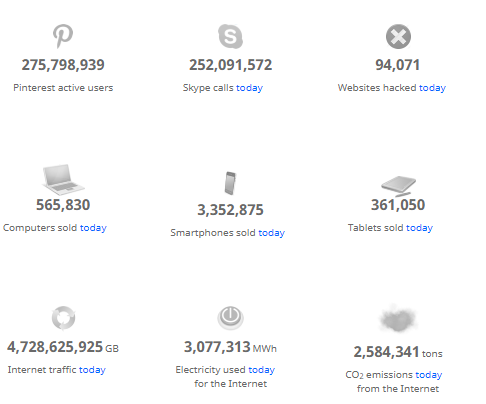 275,798,939
Pinterest active users
252,091,572
Skype calls today
94,071
Websites hacked today
565,830
Computers sold today
3,352,875
Smartphones sold today
361,050
Tablets sold today
4,728,625,925 GB
Internet traffic today
3,077,313 MWh
Electricity used today
for the Internet
2,584,341 tons
CO2 emissions today
from the Internet